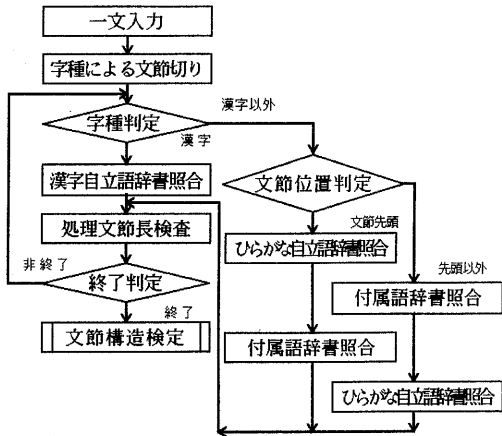 一文入力
字種による文節切り
漢字以外
字種判定
漢字
漢字自立語辞書照合
文節位置判定
処理文節長検査
文節先頭
ひらがな自立語辞書照合
非終了
終了判定
先頭以外
付属語辞書照合
終了
文節構造検定
付属語辞書照合
ひらがな自立語辞書照合